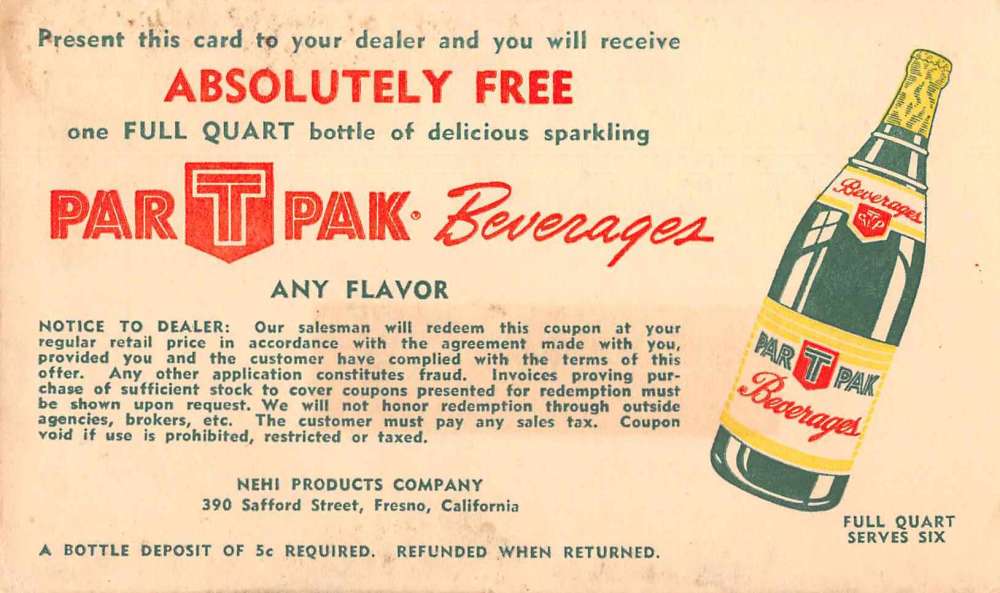 Present this card to your dealer and you will receive
ABSOLUTELY FREE
one FULL QUART bottle of delicious sparkling
PAR T PAK Beverages
ANY FLAVOR
NOTICE TO DEALER: Our salesman will redeem this coupon at your
regular retail price in accordance with the agreement made with you,
provided you and the customer have complied with the terms of this
offer. Any other application constitutes fraud. Invoices proving pur-
chase of sufficient stock to cover coupons presented for redemption must
be shown upon request. We will not honor redemption through outside
agencies, brokers, etc. The customer must pay any sales tax. Coupon
void if use is prohibited, restricted or taxed.
NEHI PRODUCTS COMPANY
390 Safford Street, Fresno, California
A BOTTLE DEPOSIT OF 5c REQUIRED. REFUNDED WHEN RETURNED.
Beverages
PTP
PAR T PAK
Beverages
FULL QUART
SERVES SIX